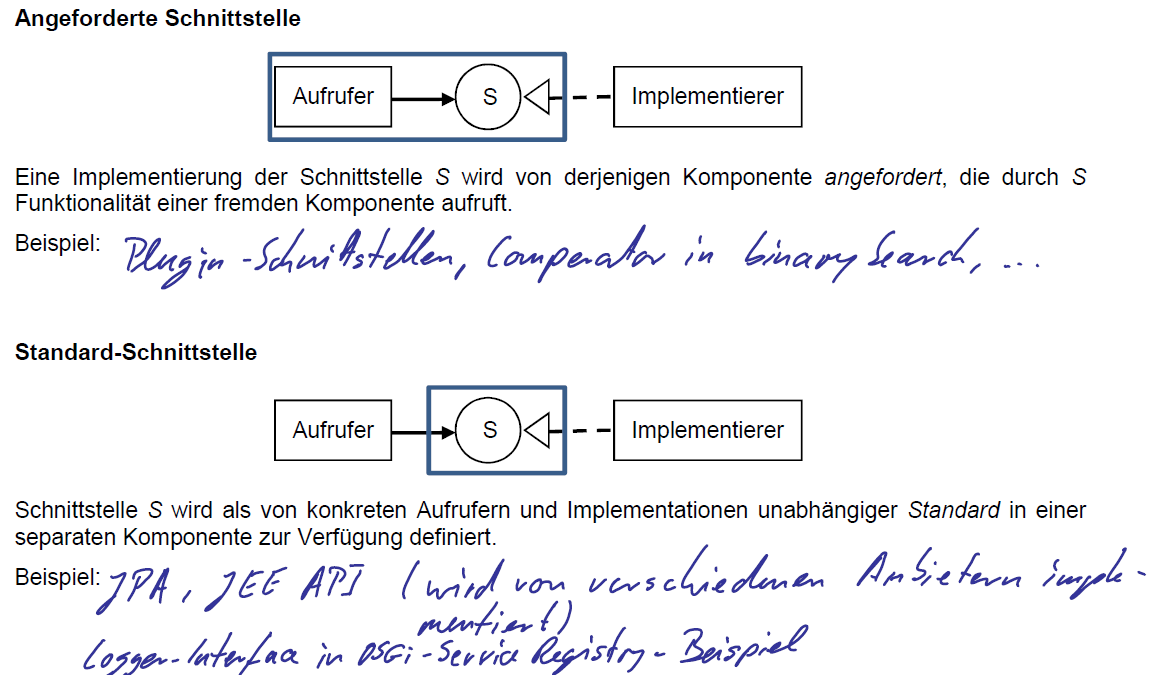 Angeforderte Schnittstelle
Aufrufer S Implementierer
Eine Implementierung der Schnittstelle S wird von derjenigen Komponente angefordert, die durch S
Funktionalität einer fremden Komponente aufruft.
Beispiel: Plugin-Schnittstellen, Comperator in binarySearch, ...
Standard-Schnittstelle
Aufrufer S Implementierer
Schnittstelle S wird als von konkreten Aufrufern und Implementationen unabhängiger Standard in einer
separaten Komponente zur Verfügung definiert.
Beispiel: JPA, JEE API (wird von verschiedenen Anbietern imple-
mentiert)
Logger-Interface in OSGi-Service Registry-Beispiel